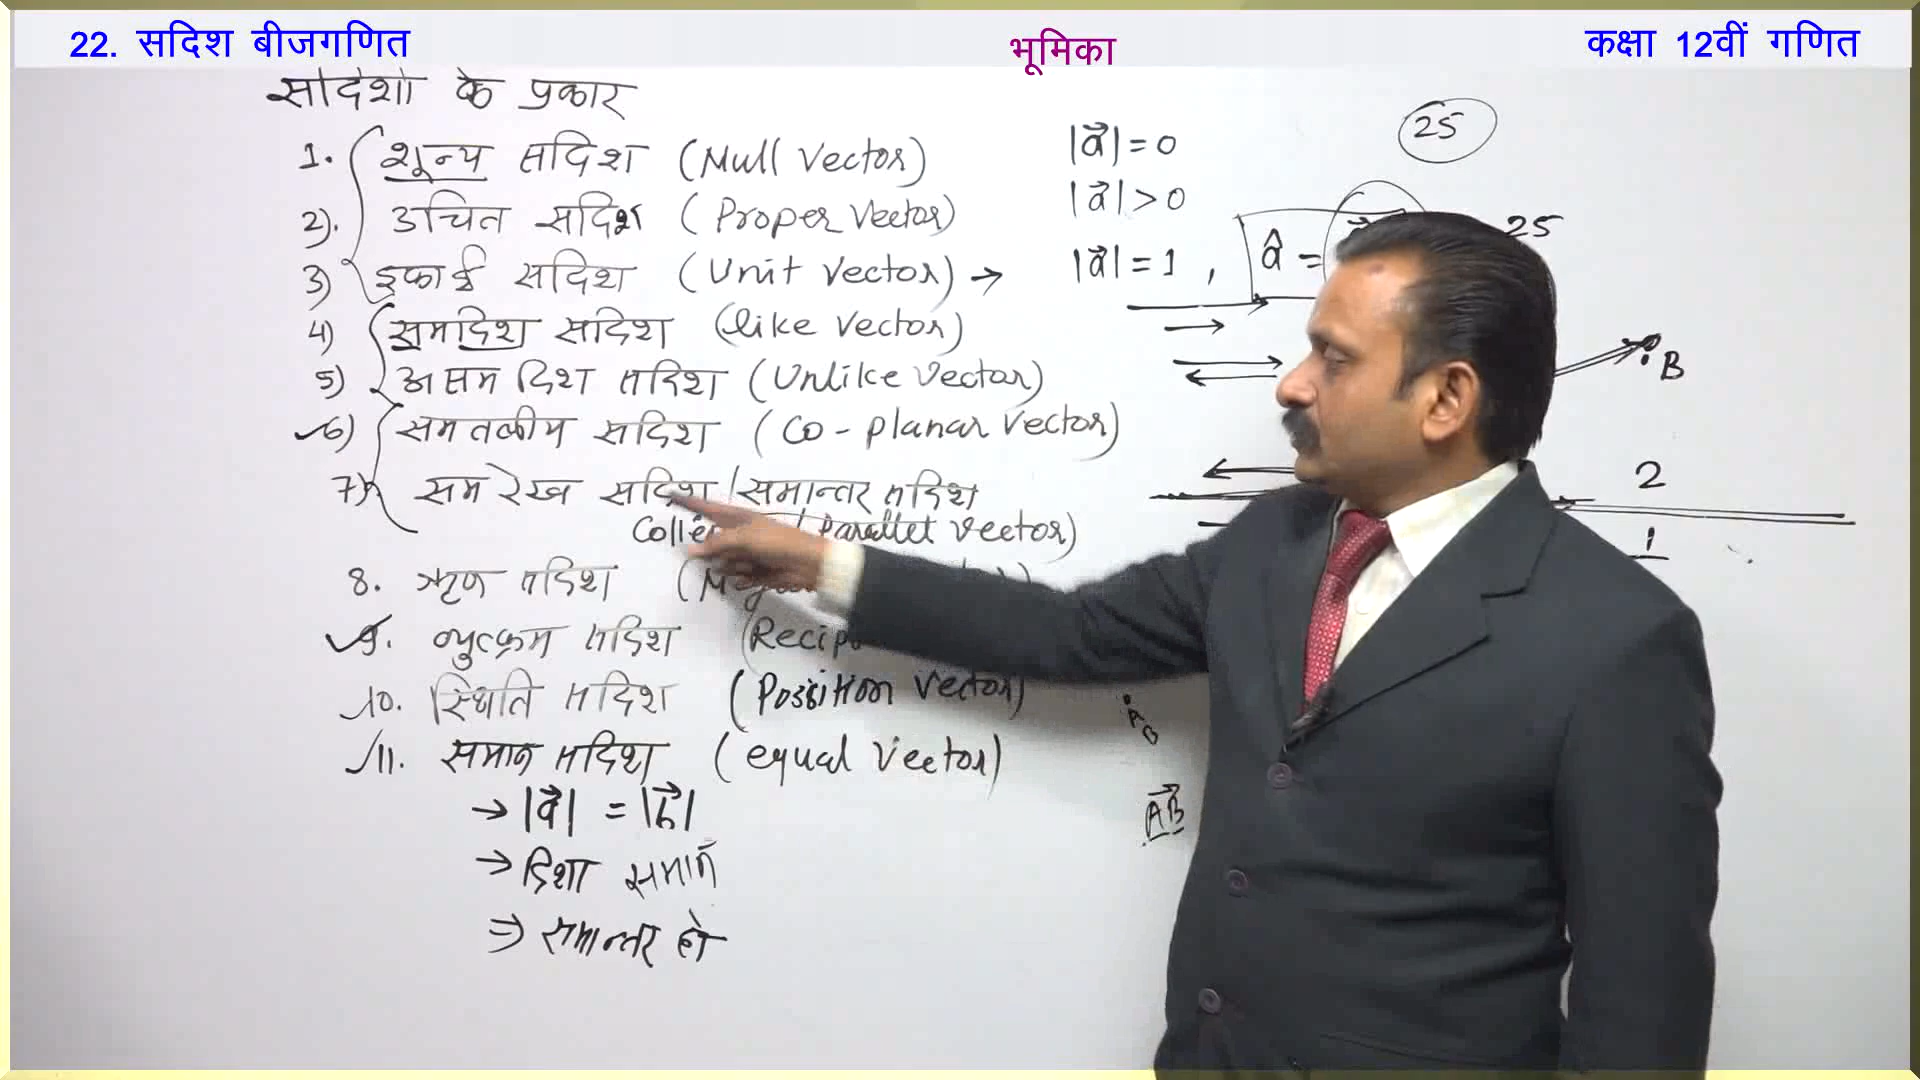 22. सदिश बीजगणित
भूमिका
कक्षा 12वीं गणित
सदिशों के प्रकार
1. शून्य सदिश (Null Vector) |a⃗| = 0
2). उचित सदिश (Proper Vector) |a⃗| > 0
3) इकाई सदिश (Unit Vector) → |a⃗| = 1 , â =
4) समदिश सदिश (like Vector)
5) असमदिश सदिश (Unlike Vector)
6) समतलीय सदिश (Co-planar Vector)
7) सम रेख सदिश / समान्तर सदिश
Parallel Vector)
8. ऋण सदिश
9. व्युत्क्रम सदिश
10. स्थिति सदिश (Possition Vector)
11. समान सदिश (equal Vector)
→ |a⃗| = |b⃗|
→ दिशा समान
⇒ समान्तर हो
25
25
B
2
1
A
B
AB⃗